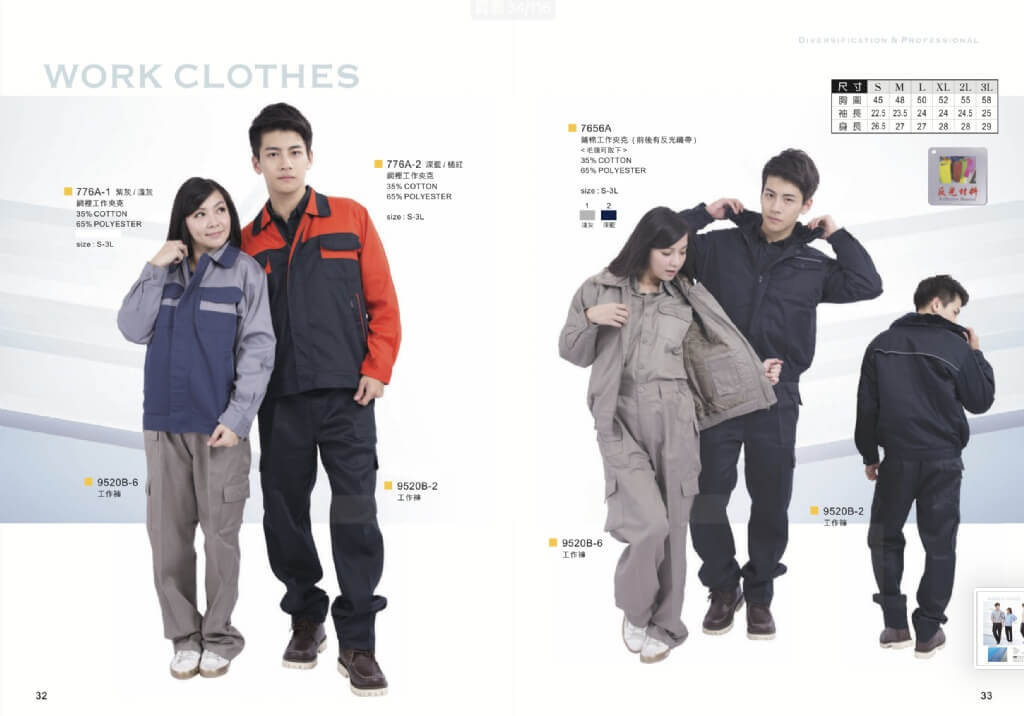 頁面 34/116
WORK CLOTHES
776A-1 紫灰 / 淺灰
網裡工作夾克
35% COTTON
65% POLYESTER
size : S-3L
776A-2 深藍 / 橘紅
網裡工作夾克
35% COTTON
65% POLYESTER
size : S-3L
9520B-6
工作褲
9520B-2
工作褲
32
DIVERSIFICATION & PROFESSIONAL
尺寸 S M L XL 2L 3L
胸圍 45 48 50 52 55 58
袖長 22.5 23.5 24 24 24.5 25
身長 26.5 27 27 28 28 29
7656A
鋪棉工作夾克 ( 前後有反光織帶 )
<毛領可取下>
35% COTTON
65% POLYESTER
size : S-3L
1 2
淺灰 深藍
反光材料
9520B-6
工作褲
9520B-2
工作褲
33